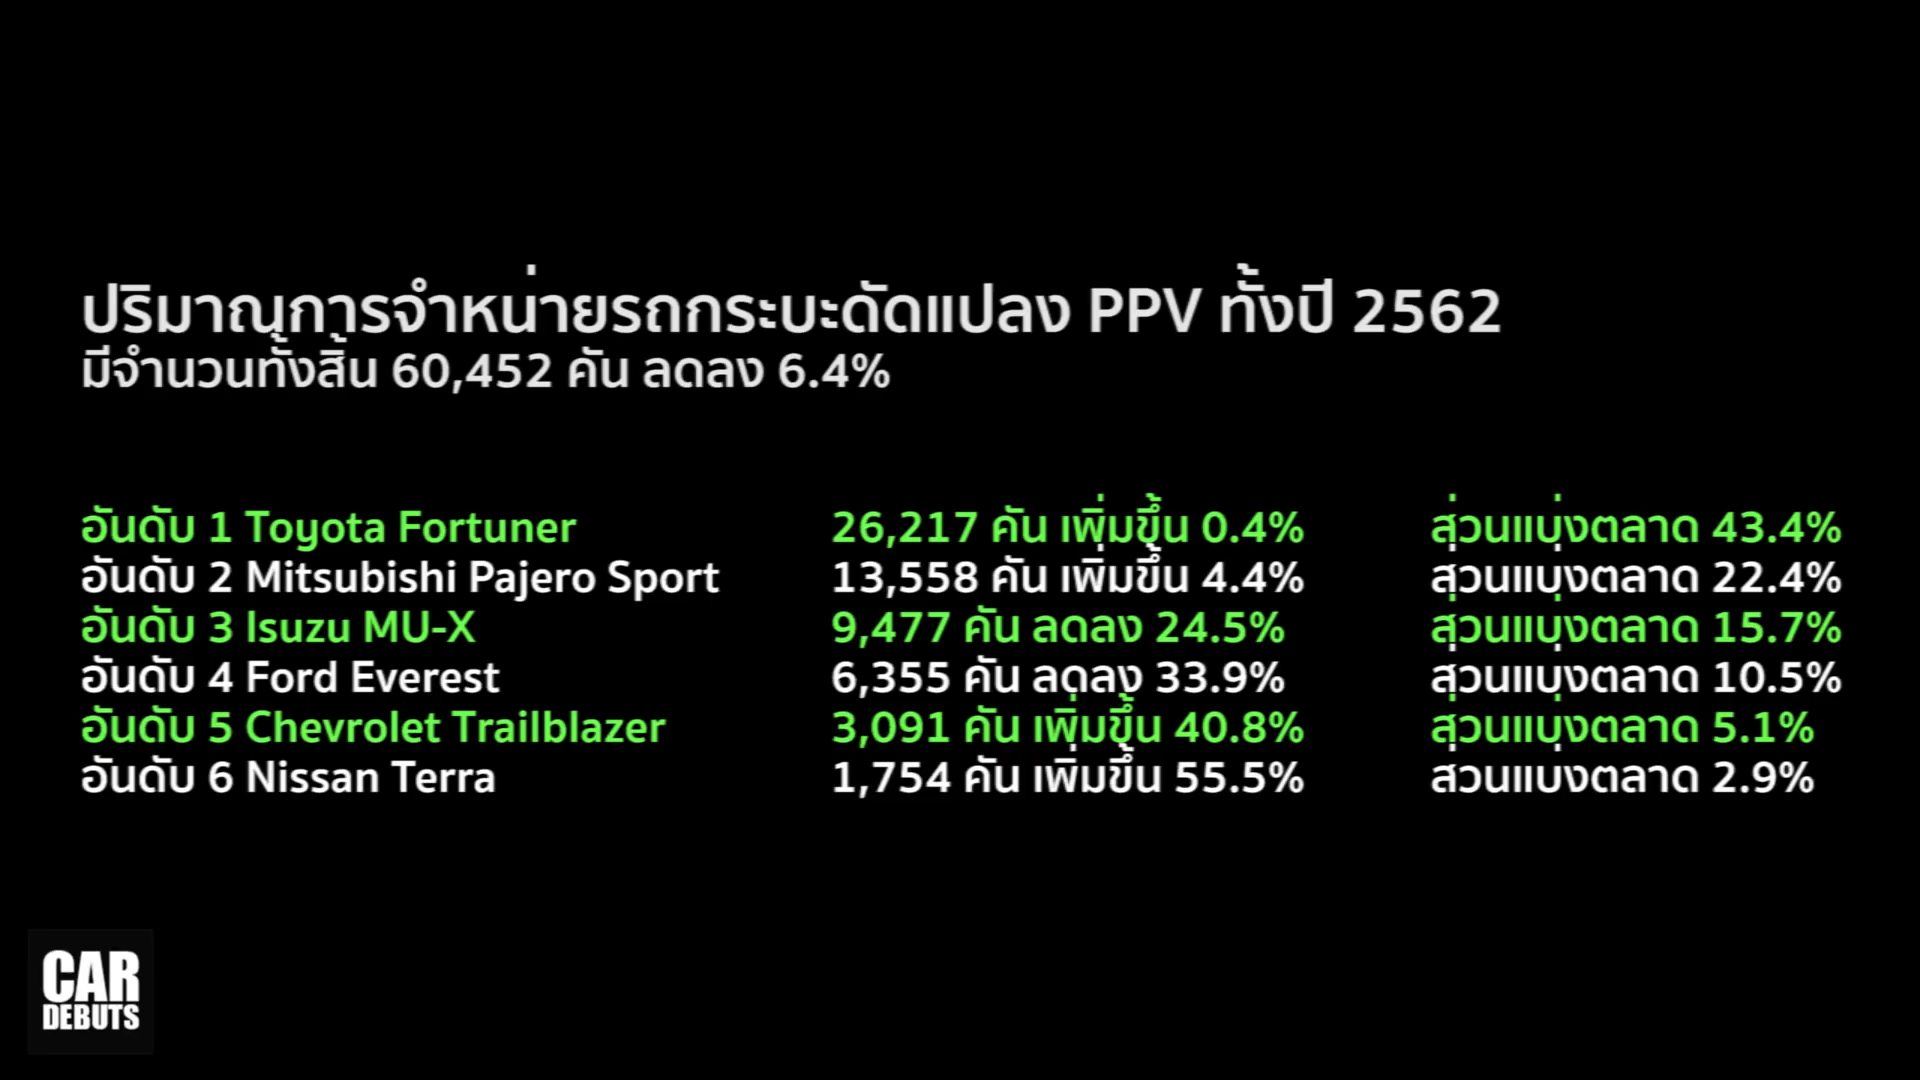 ปริมาณการจำหน่ายรถกระบะดัดแปลง PPV ทั้งปี 2562
มีจำนวนทั้งสิ้น 60,452 คัน ลดลง 6.4%
อันดับ 1 Toyota Fortuner 26,217 คัน เพิ่มขึ้น 0.4% ส่วนแบ่งตลาด 43.4%
อันดับ 2 Mitsubishi Pajero Sport 13,558 คัน เพิ่มขึ้น 4.4% ส่วนแบ่งตลาด 22.4%
อันดับ 3 Isuzu MU-X 9,477 คัน ลดลง 24.5% ส่วนแบ่งตลาด 15.7%
อันดับ 4 Ford Everest 6,355 คัน ลดลง 33.9% ส่วนแบ่งตลาด 10.5%
อันดับ 5 Chevrolet Trailblazer 3,091 คัน เพิ่มขึ้น 40.8% ส่วนแบ่งตลาด 5.1%
อันดับ 6 Nissan Terra 1,754 คัน เพิ่มขึ้น 55.5% ส่วนแบ่งตลาด 2.9%
CAR
DEBUTS